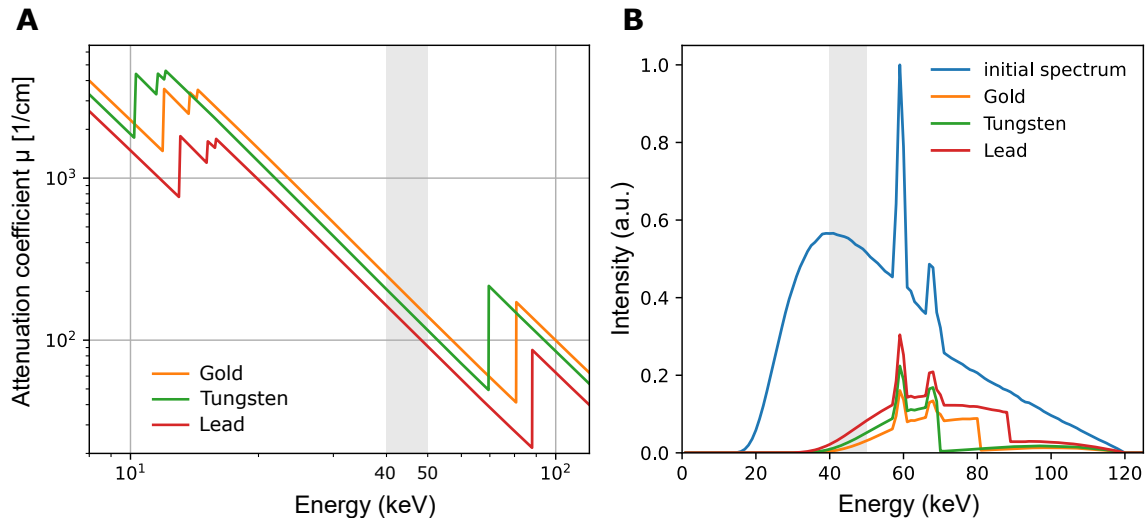 A
Attenuation coefficient μ [1/cm]
10³
10²
Gold
Tungsten
Lead
10¹
40
50
10²
Energy (keV)
B
Intensity (a.u.)
1.0
0.8
0.6
0.4
0.2
0.0
initial spectrum
Gold
Tungsten
Lead
0 20 40 60 80 100 120
Energy (keV)